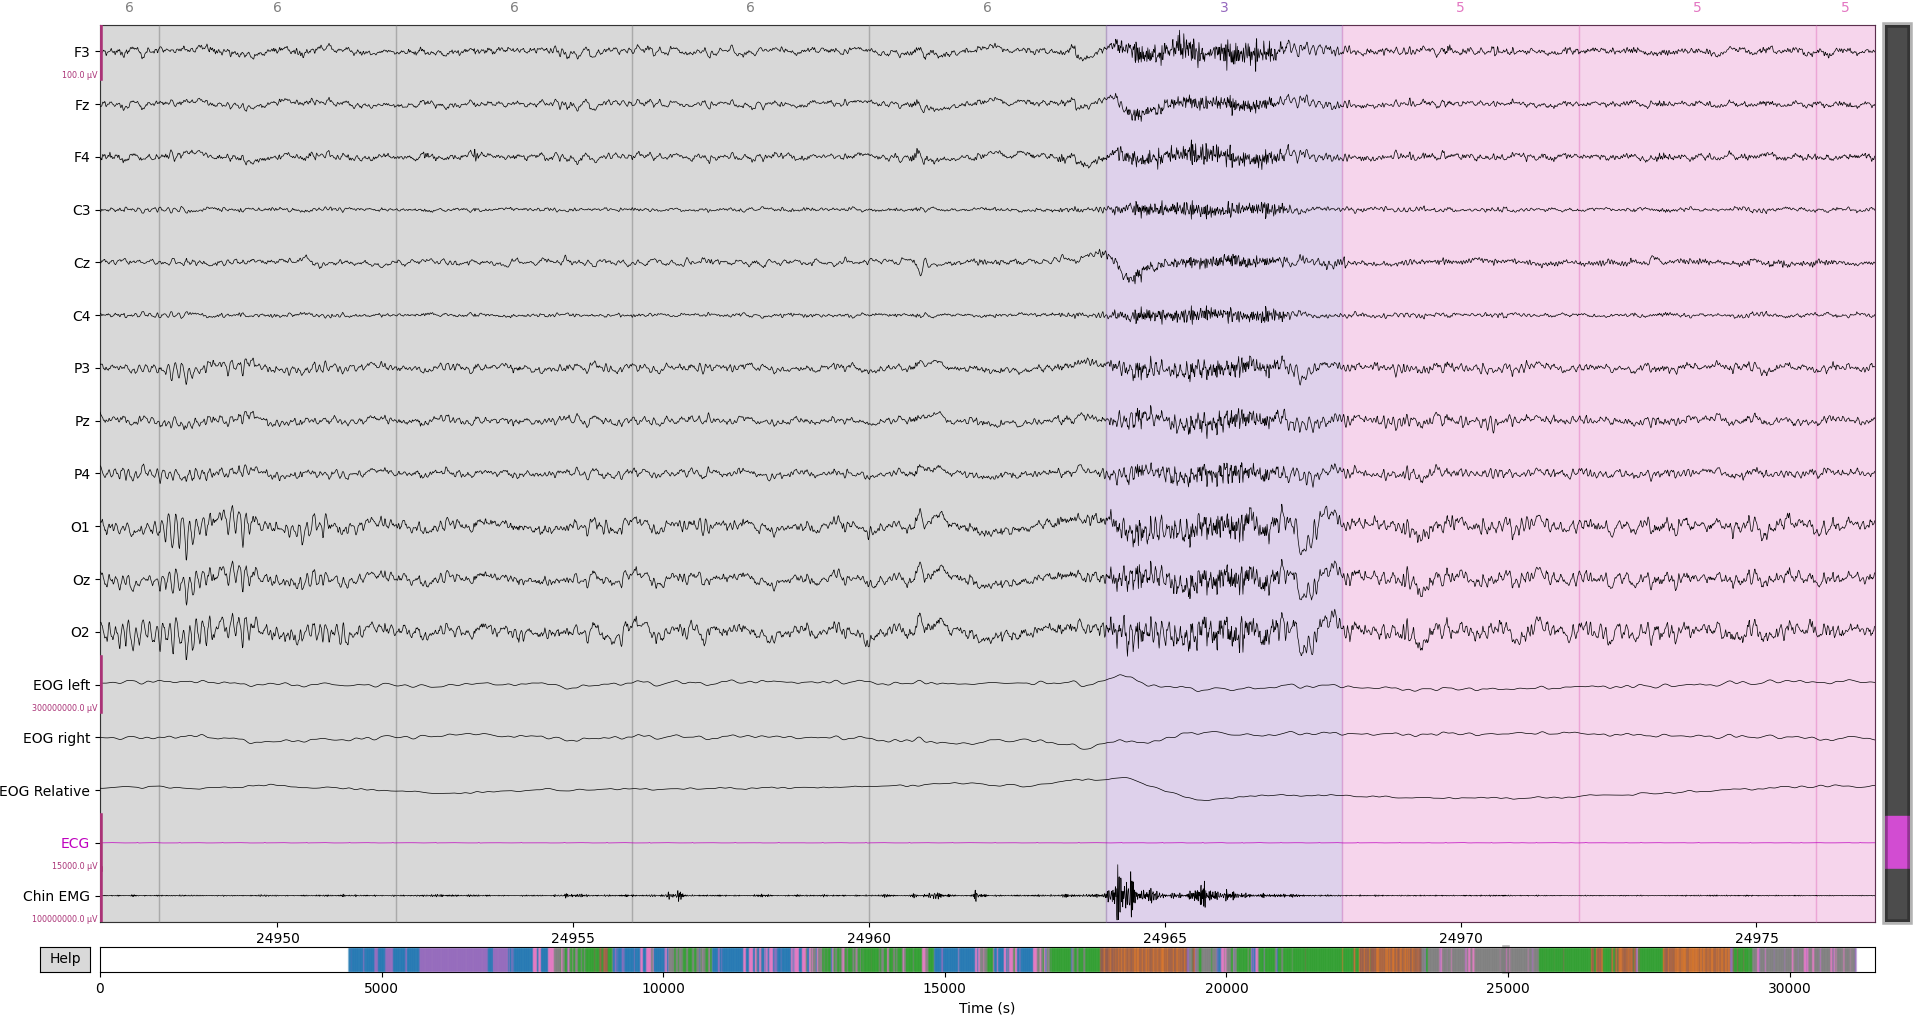 6 6 6 6 6 3 5 5 5
F3
100.0 µV
Fz
F4
C3
Cz
C4
P3
Pz
P4
O1
Oz
O2
EOG left
300000000.0 µV
EOG right
EOG Relative
ECG
15000.0 µV
Chin EMG
100000000.0 µV
24950 24955 24960 24965 24970 24975
Help
0 5000 10000 15000 20000 25000 30000
Time (s)